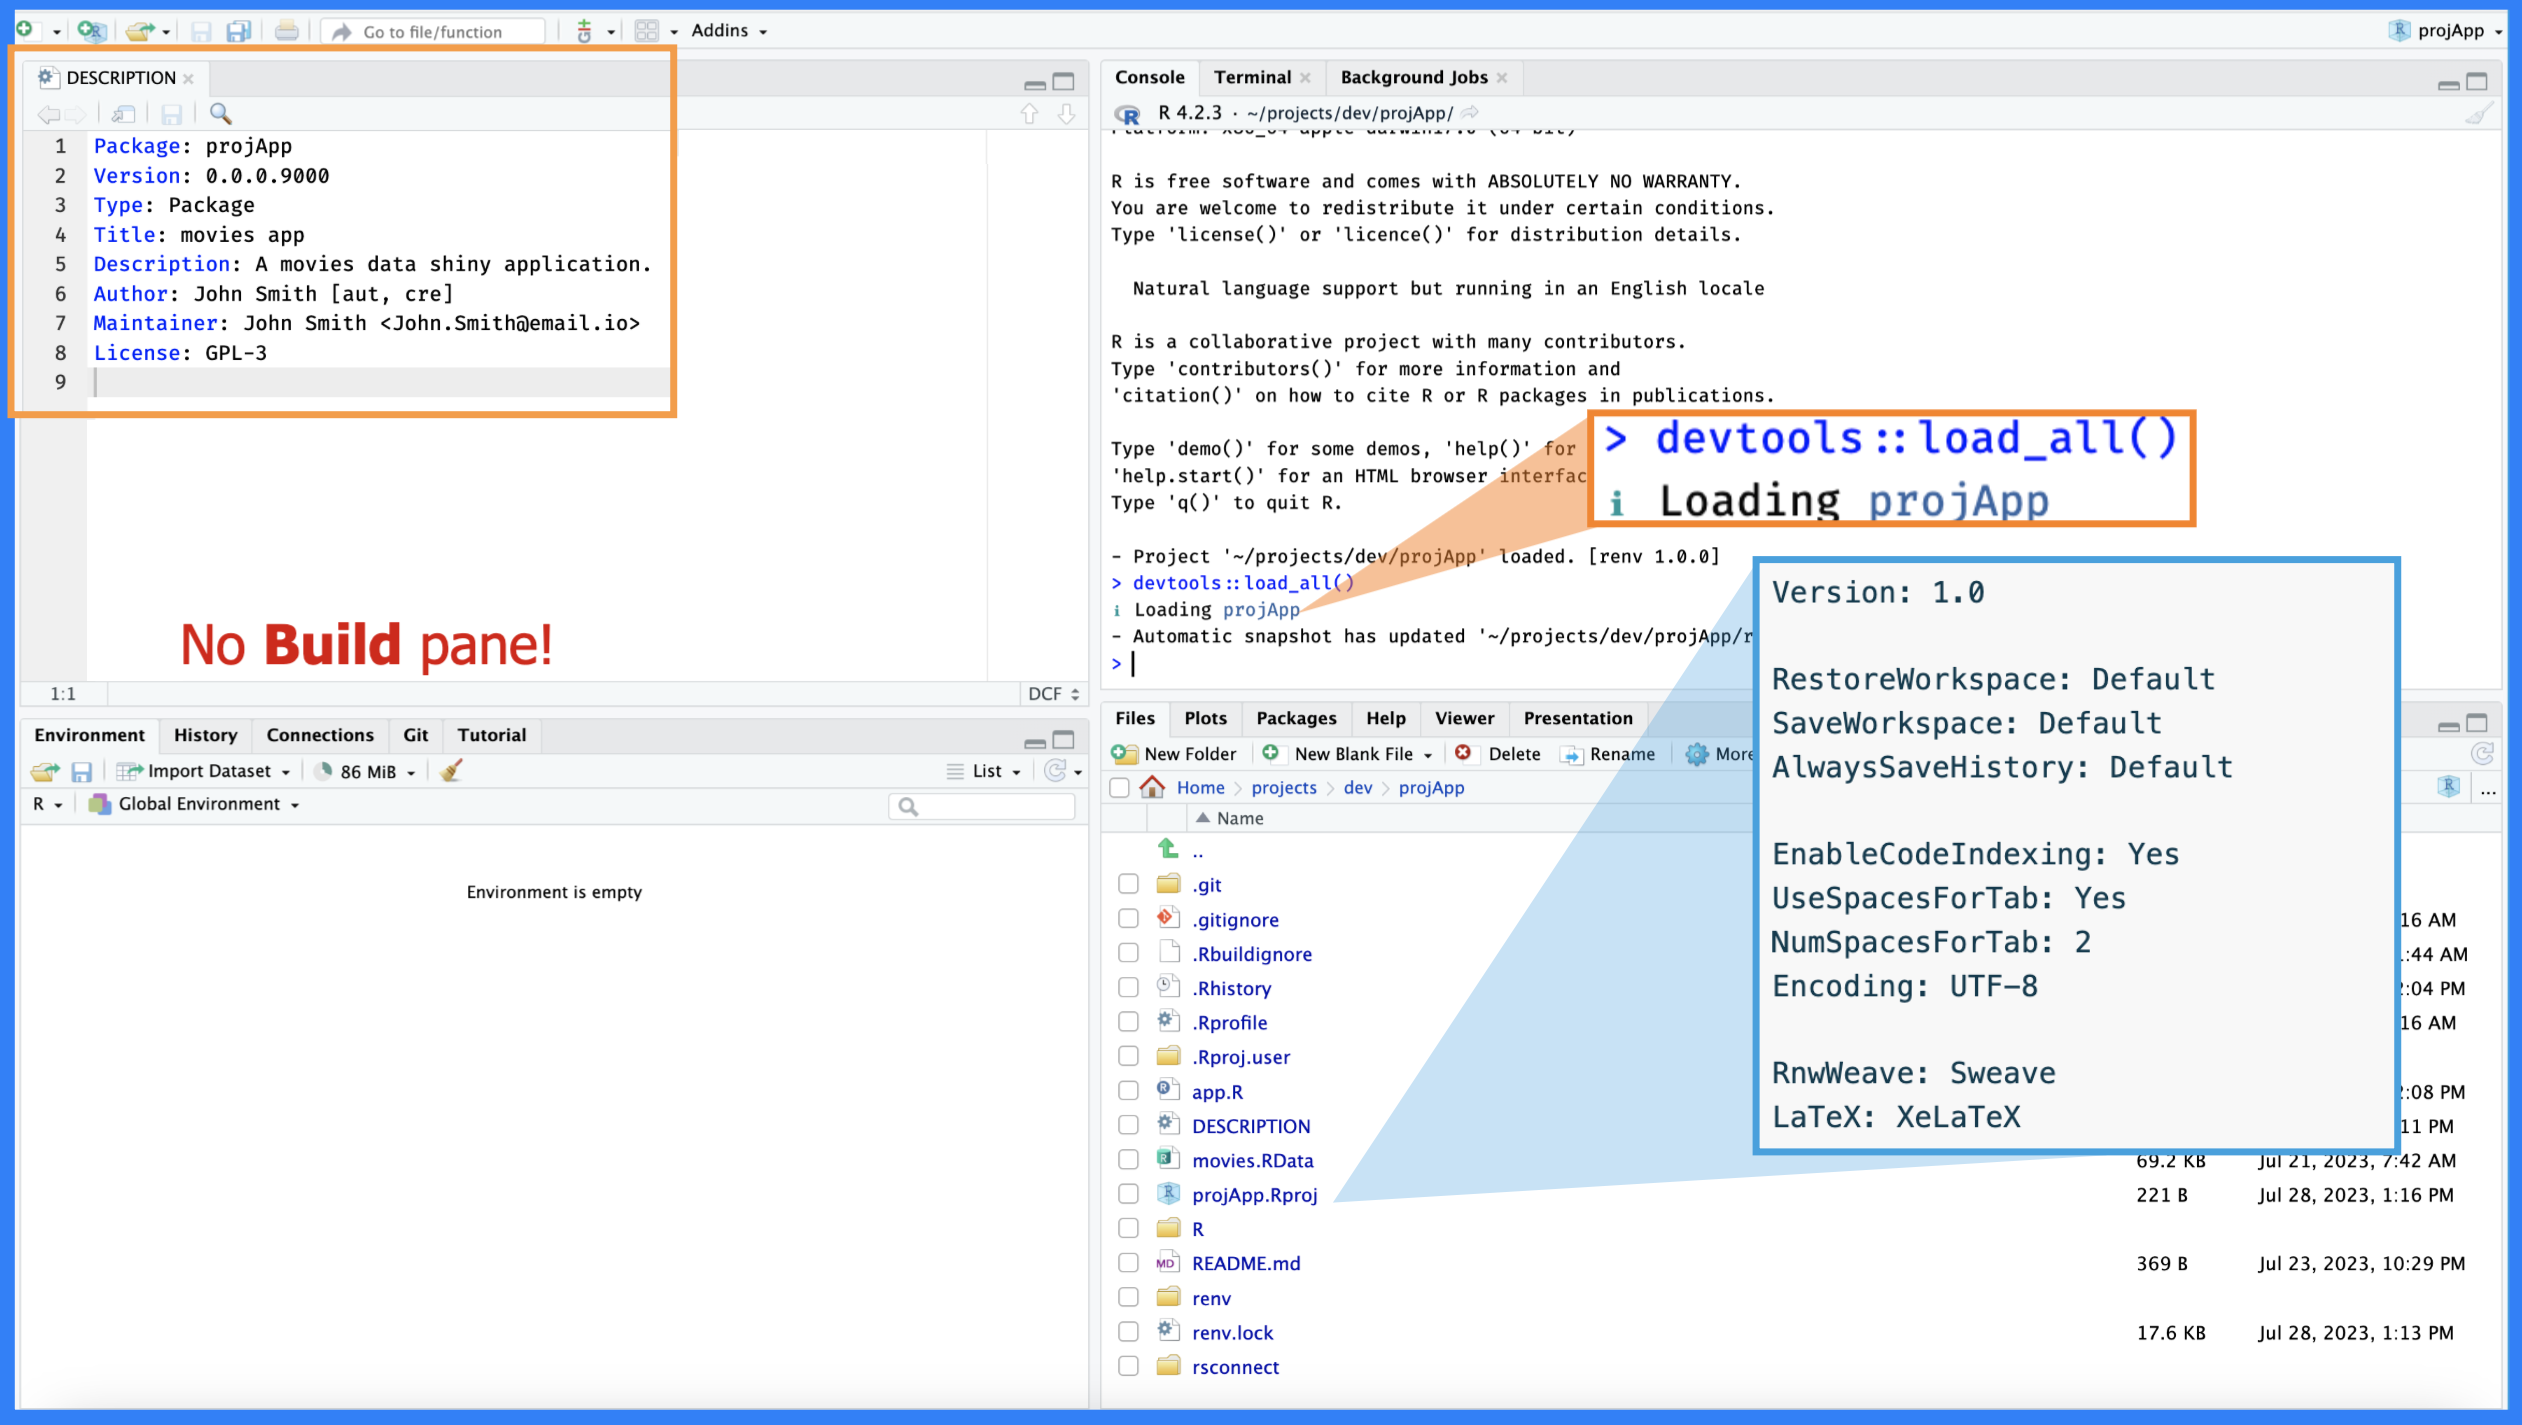 Go to file/function
Addins
projApp
DESCRIPTION
1 Package: projApp
2 Version: 0.0.0.9000
3 Type: Package
4 Title: movies app
5 Description: A movies data shiny application.
6 Author: John Smith [aut, cre]
7 Maintainer: John Smith <John.Smith@email.io>
8 License: GPL-3
9
No Build pane!
1:1
DCF
Console Terminal Background Jobs
R 4.2.3 · ~/projects/dev/projApp/
R is free software and comes with ABSOLUTELY NO WARRANTY.
You are welcome to redistribute it under certain conditions.
Type 'license()' or 'licence()' for distribution details.
Natural language support but running in an English locale
R is a collaborative project with many contributors.
Type 'contributors()' for more information and
'citation()' on how to cite R or R packages in publications.
Type 'demo()' for some demos, 'help()' for
'help.start()' for an HTML browser interfac
Type 'q()' to quit R.
- Project '~/projects/dev/projApp' loaded. [renv 1.0.0]
> devtools::load_all()
i Loading projApp
- Automatic snapshot has updated '~/projects/dev/projApp/r
>
> devtools::load_all()
i Loading projApp
Environment History Connections Git Tutorial
Import Dataset 86 MiB List
R Global Environment
Environment is empty
Files Plots Packages Help Viewer Presentation
New Folder New Blank File Delete Rename More
Home projects dev projApp ...
Name
..
.git
.gitignore 16 AM
.Rbuildignore :44 AM
.Rhistory :04 PM
.Rprofile 16 AM
.Rproj.user
app.R :08 PM
DESCRIPTION 11 PM
movies.RData 69.2 KB Jul 21, 2023, 7:42 AM
projApp.Rproj 221 B Jul 28, 2023, 1:16 PM
R
README.md 369 B Jul 23, 2023, 10:29 PM
renv
renv.lock 17.6 KB Jul 28, 2023, 1:13 PM
rsconnect
Version: 1.0
RestoreWorkspace: Default
SaveWorkspace: Default
AlwaysSaveHistory: Default
EnableCodeIndexing: Yes
UseSpacesForTab: Yes
NumSpacesForTab: 2
Encoding: UTF-8
RnwWeave: Sweave
LaTeX: XeLaTeX